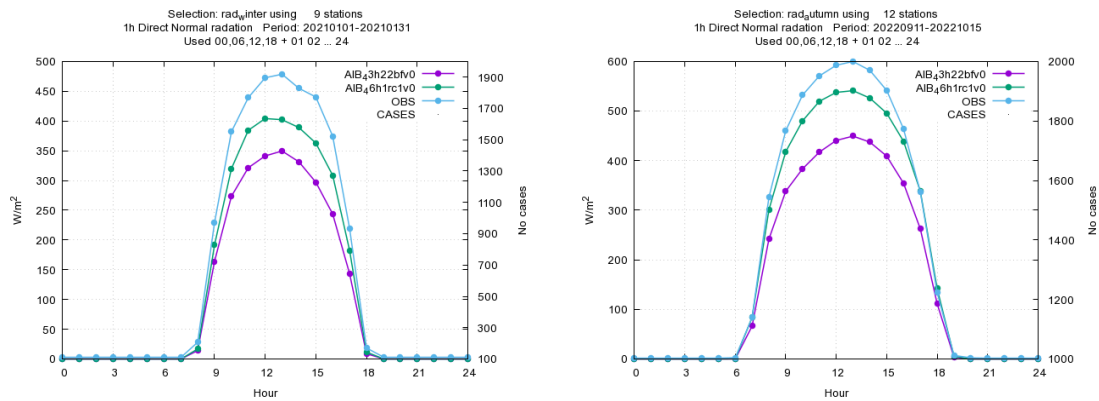 Selection: rad_winter using 9 stations
1h Direct Normal radation Period: 20210101-20210131
Used 00,06,12,18 + 01 02 ... 24
500
450
400
350
300
250
200
150
100
50
0
W/m²
AIB_43h22bfv0
AIB_46h1rc1v0
OBS
CASES
1900
1700
1500
1300
1100
900
700
500
300
100
No cases
0 3 6 9 12 15 18 21 24
Hour
Selection: rad_autumn using 12 stations
1h Direct Normal radation Period: 20220911-20221015
Used 00,06,12,18 + 01 02 ... 24
600
500
400
300
200
100
0
W/m²
AIB_43h22bfv0
AIB_46h1rc1v0
OBS
CASES
2000
1800
1600
1400
1200
1000
No cases
0 3 6 9 12 15 18 21 24
Hour